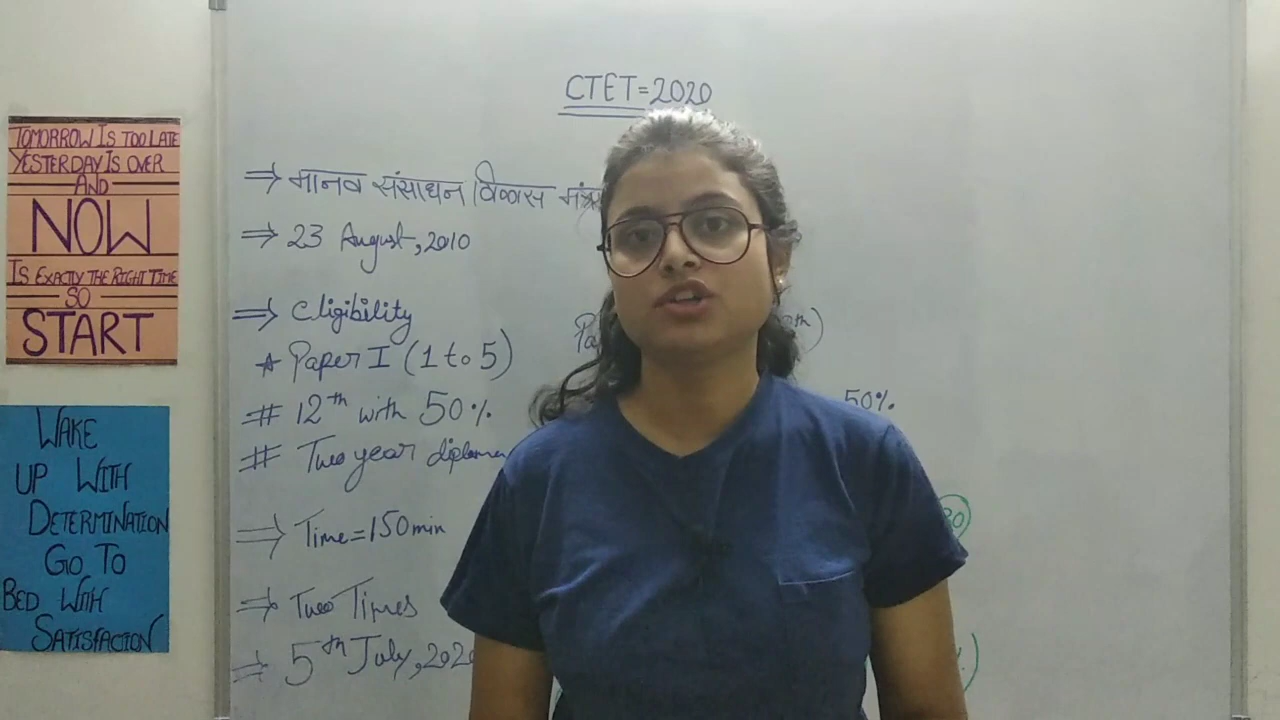 TOMORROW IS TOO LATE
YESTERDAY IS OVER
AND
NOW
IS EXACTLY THE RIGHT TIME
SO
START
WAKE
UP WITH
DETERMINATION
GO TO
BED WITH
SATISFACTION
CTET=2020
⇒ मानव संसाधन विकास
⇒ 23 August, 2010
⇒ Eligibility
★ Paper I (1 to 5)
# 12th with 50%
50%
# Two year diploma
⇒ Time=150min
⇒ Two Times
⇒ 5th July, 2020